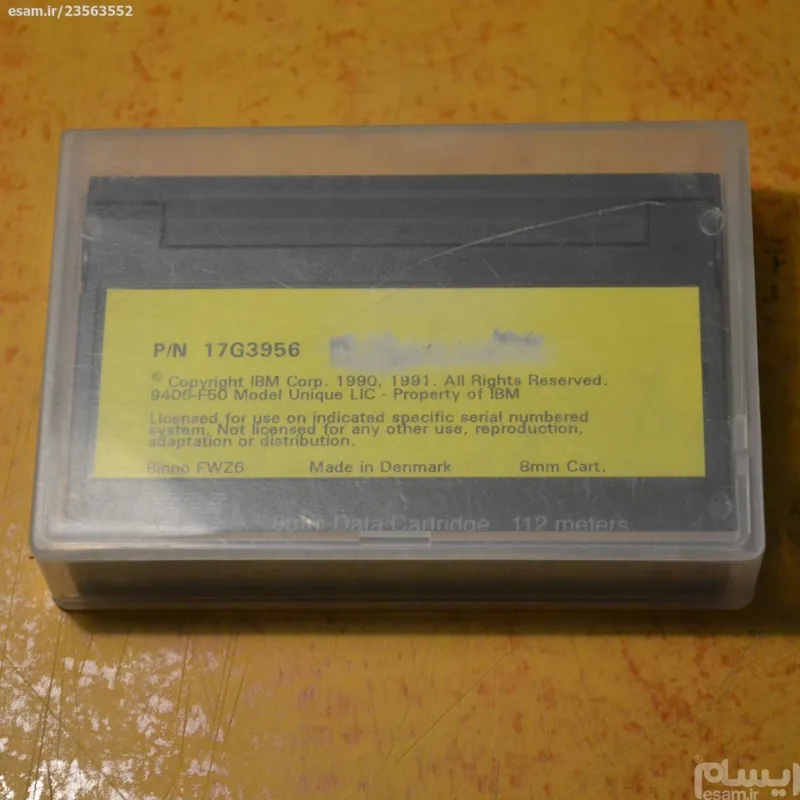 esam.ir/23563552
P/N 17G3956
© Copyright IBM Corp. 1990, 1991. All Rights Reserved.
9406-F50 Model Unique LIC - Property of IBM
Licensed for use on indicated specific serial numbered
system. Not licensed for any other use, reproduction,
adaptation or distribution.
Binno FWZ6 Made in Denmark 8mm Cart.
8mm Data Cartridge 112 meters
ایسام®
esam.ir